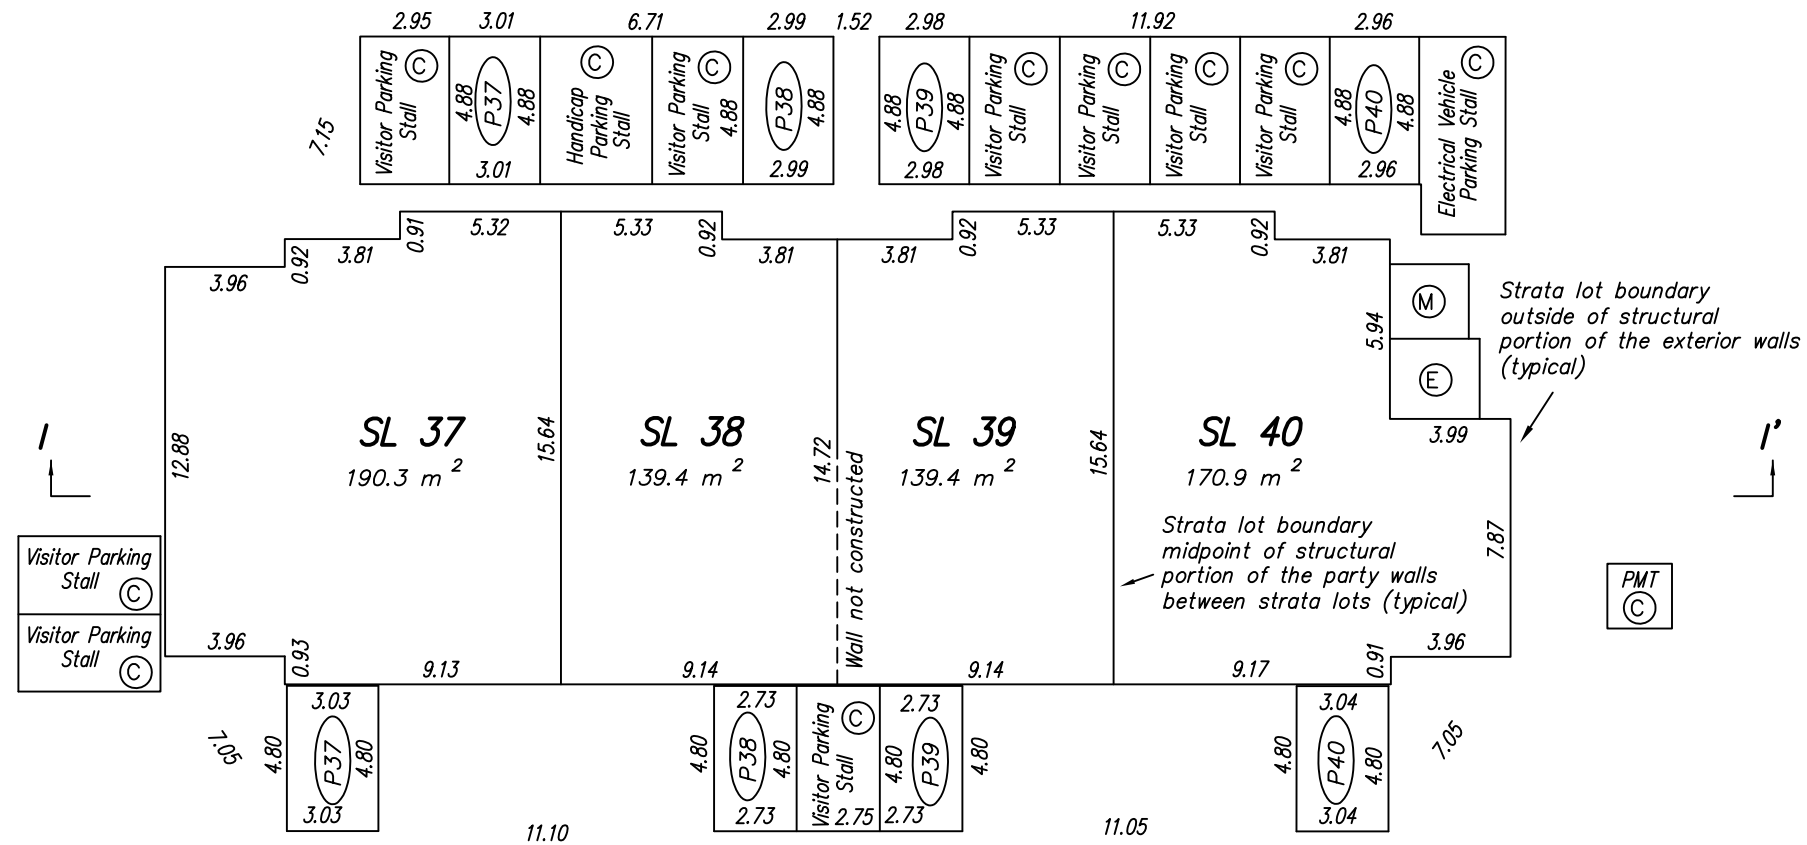 2.95 3.01 6.71 2.99 1.52 2.98 11.92 2.96
Visitor Parking
Stall
C
4.88 P37 4.88
3.01
Handicap
Parking
Stall
C
Visitor Parking
Stall
C
4.88 P38 4.88
2.99
4.88 P39 4.88
2.98
Visitor Parking
Stall
C
Visitor Parking
Stall
C
Visitor Parking
Stall
C
Visitor Parking
Stall
C
4.88 P40 4.88
2.96
Electrical Vehicle
Parking Stall
C
7.15
3.96 0.92 3.81 0.91 5.32 5.33 0.92 3.81 3.81 0.92 5.33 5.33 0.92 3.81
M
E
5.94
3.99
Strata lot boundary
outside of structural
portion of the exterior walls
(typical)
I
12.88
SL 37
190.3 m 2
15.64
SL 38
139.4 m 2
14.72
Wall not constructed
SL 39
139.4 m 2
15.64
SL 40
170.9 m 2
I'
7.87
Strata lot boundary
midpoint of structural
portion of the party walls
between strata lots (typical)
Visitor Parking
Stall
C
Visitor Parking
Stall
C
PMT
C
3.96 0.93 9.13 9.14 9.14 9.17 0.91 3.96
7.05
3.03
4.80 P37 4.80
3.03
11.10
2.73
4.80 P38 4.80
2.73
Visitor Parking
Stall
C
2.75
2.73
4.80 P39 4.80
2.73
11.05
3.04
4.80 P40 4.80
3.04
7.05